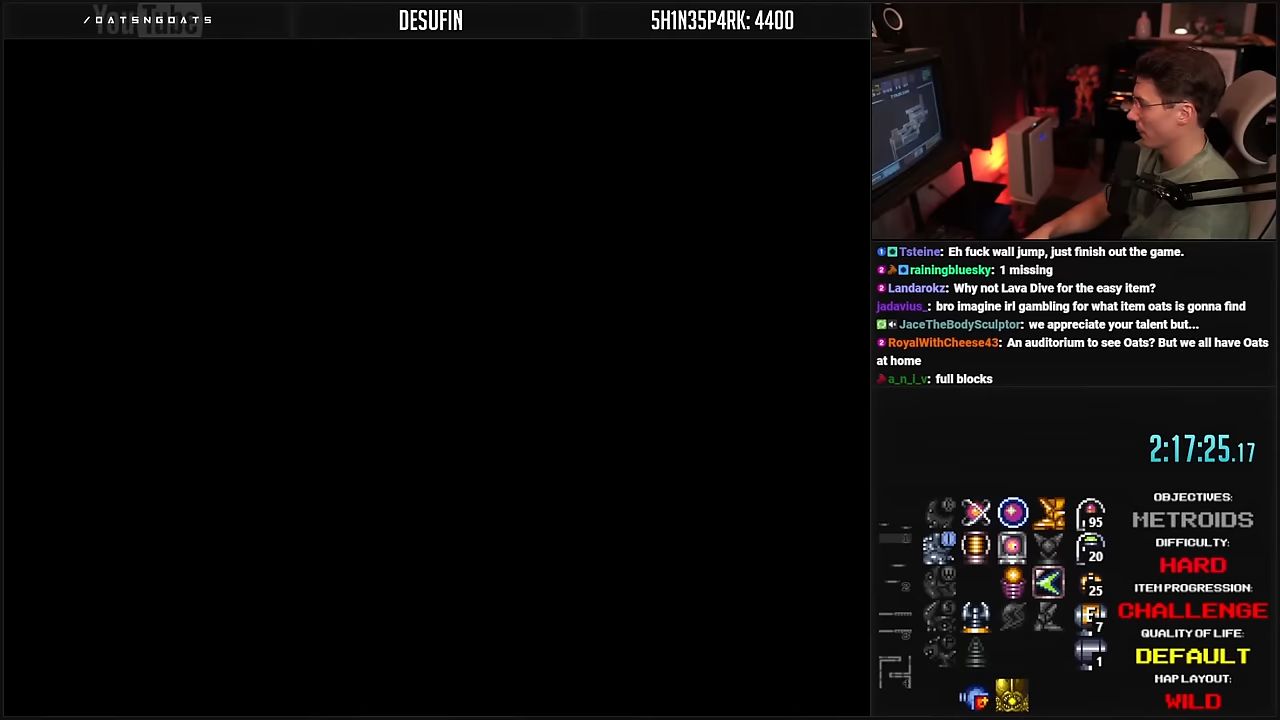 YouTube
/OATSNGOATS
DESUFIN
5H1N35P4RK: 4400
Tsteine: Eh fuck wall jump, just finish out the game.
rainingbluesky: 1 missing
Landarokz: Why not Lava Dive for the easy item?
jadavius_: bro imagine irl gambling for what item oats is gonna find
JaceTheBodySculptor: we appreciate your talent but...
RoyalWithCheese43: An auditorium to see Oats? But we all have Oats
at home
a_n_i_v: full blocks
2:17:25.17
OBJECTIVES:
METROIDS
DIFFICULTY:
HARD
ITEM PROGRESSION:
CHALLENGE
QUALITY OF LIFE:
DEFAULT
MAP LAYOUT:
WILD
95
20
25
7
1